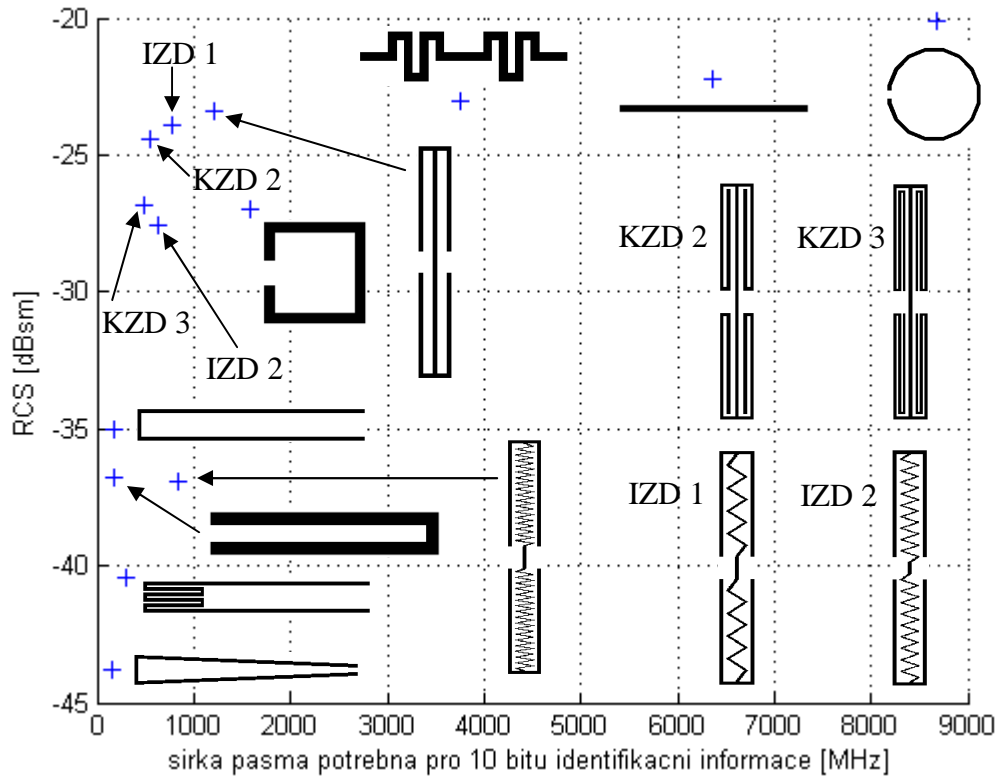 -20
IZD 1
-25
KZD 2
KZD 2
KZD 3
-30
KZD 3
IZD 2
RCS [dBsm]
-35
IZD 1
IZD 2
-40
-45
0 1000 2000 3000 4000 5000 6000 7000 8000 9000
sirka pasma potrebna pro 10 bitu identifikacni informace [MHz]